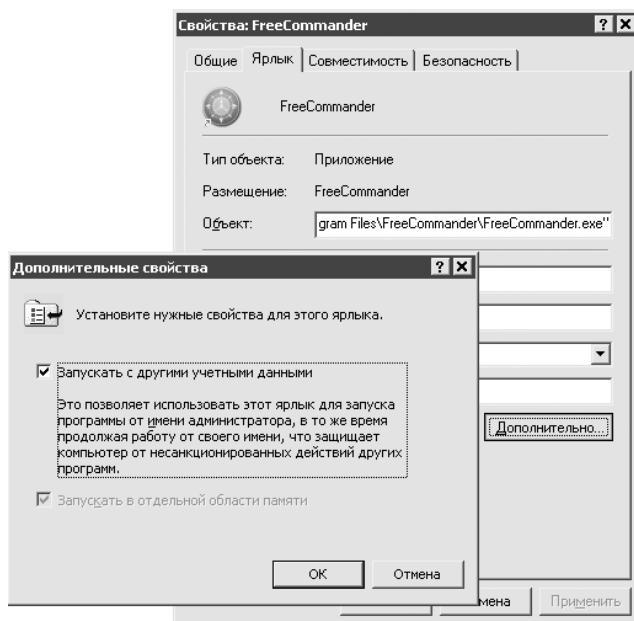 Свойства: FreeCommander
Общие Ярлык Совместимость Безопасность
FreeCommander
Тип объекта: Приложение
Размещение: FreeCommander
Объект: gram Files\FreeCommander\FreeCommander.exe"
Дополнительно...
мена Применить
Дополнительные свойства
Установите нужные свойства для этого ярлыка.
Запускать с другими учетными данными
Это позволяет использовать этот ярлык для запуска
программы от имени администратора, в то же время
продолжая работу от своего имени, что защищает
компьютер от несанкционированных действий других
программ.
Запускать в отдельной области памяти
OK Отмена